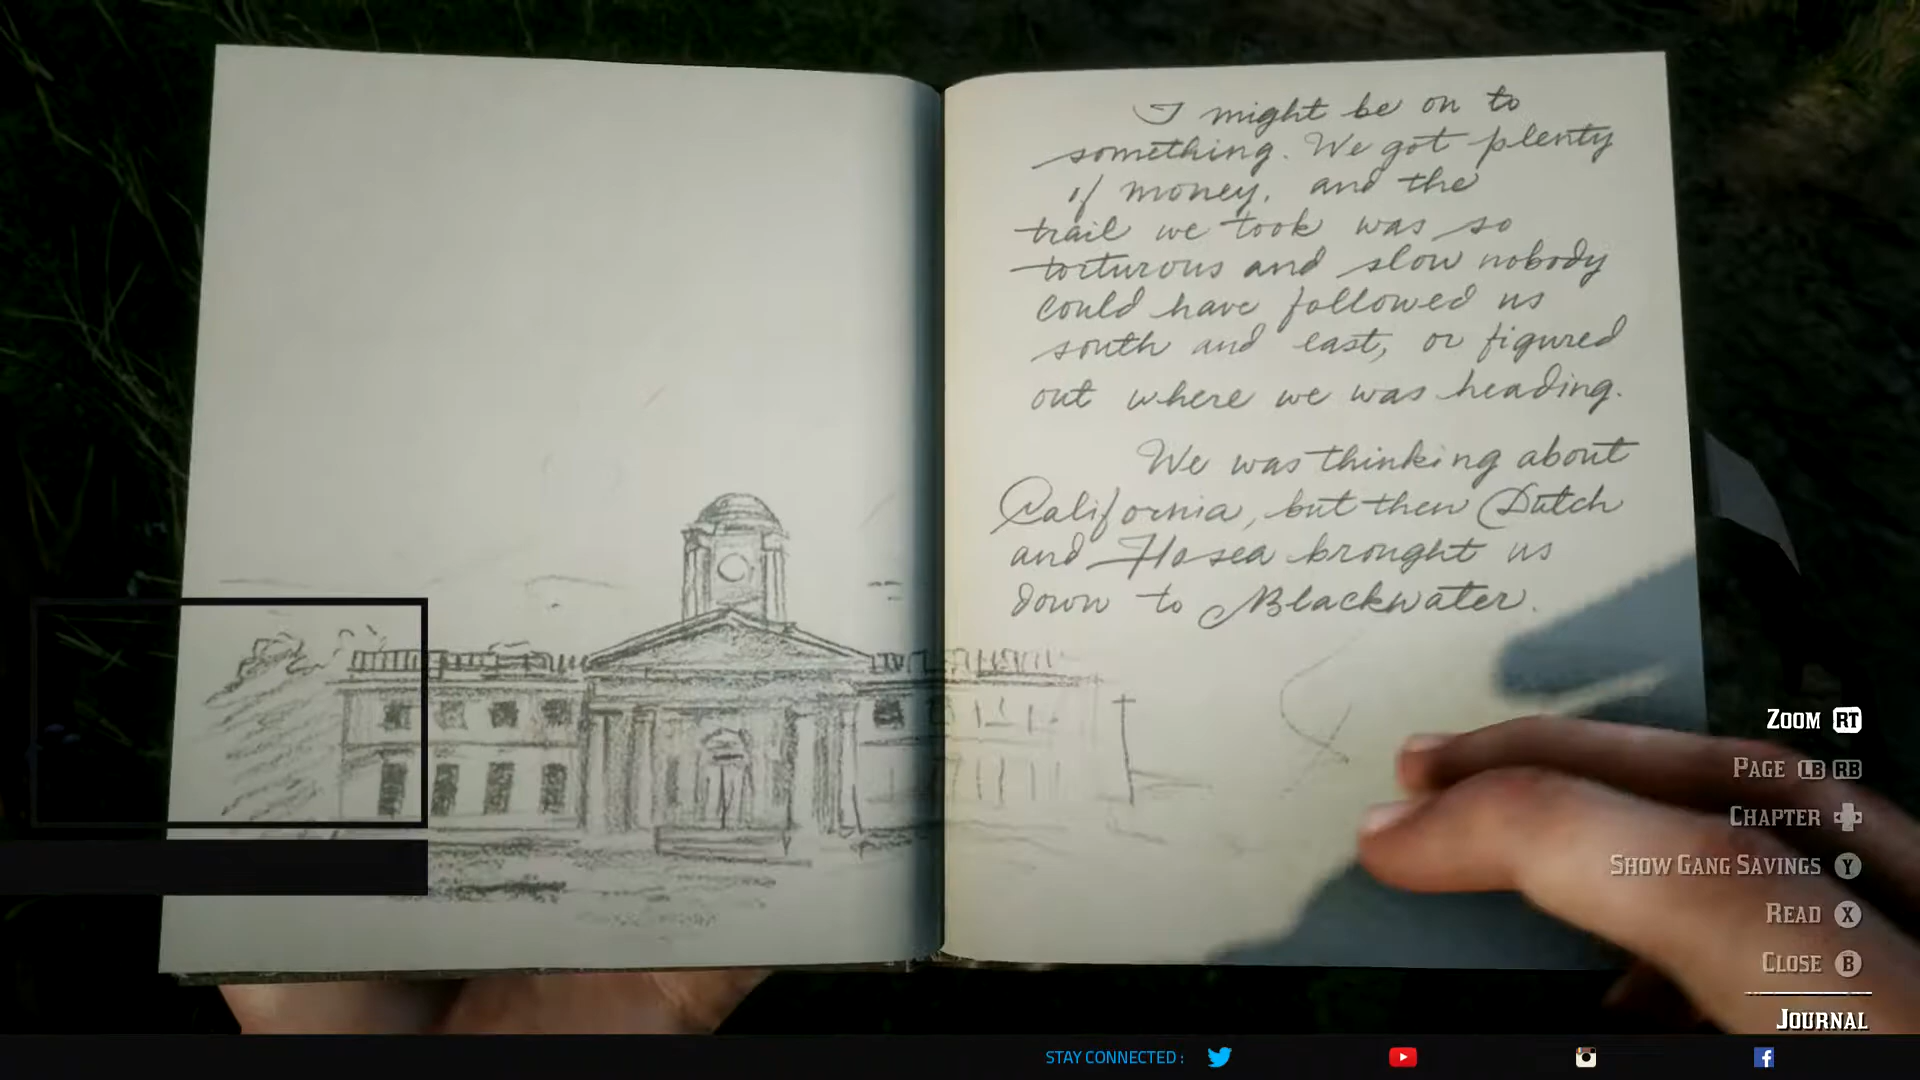 I might be on to
something. We got plenty
of money, and the
trail we took was so
torturous and slow nobody
could have followed us
south and east, or figured
out where we was heading.
We was thinking about
California, but then Dutch
and Hosea brought us
down to Blackwater.
ZOOM RT
PAGE LB RB
CHAPTER
SHOW GANG SAVINGS Y
READ X
CLOSE B
JOURNAL
STAY CONNECTED :